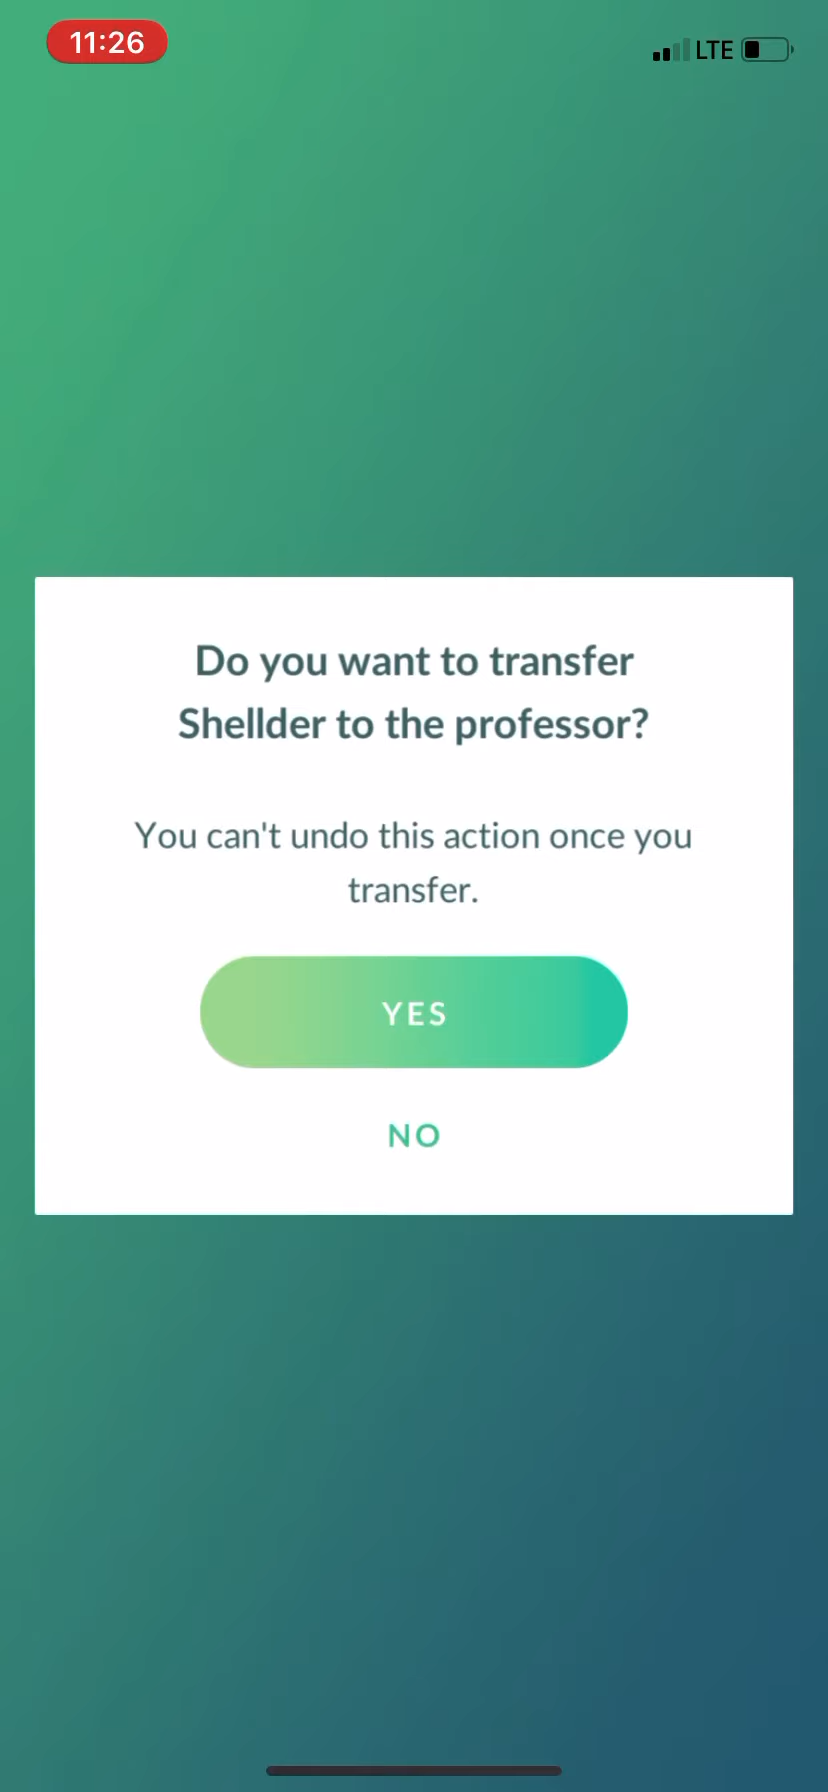 11:26
LTE
Do you want to transfer
Shellder to the professor?
You can't undo this action once you
transfer.
YES
NO